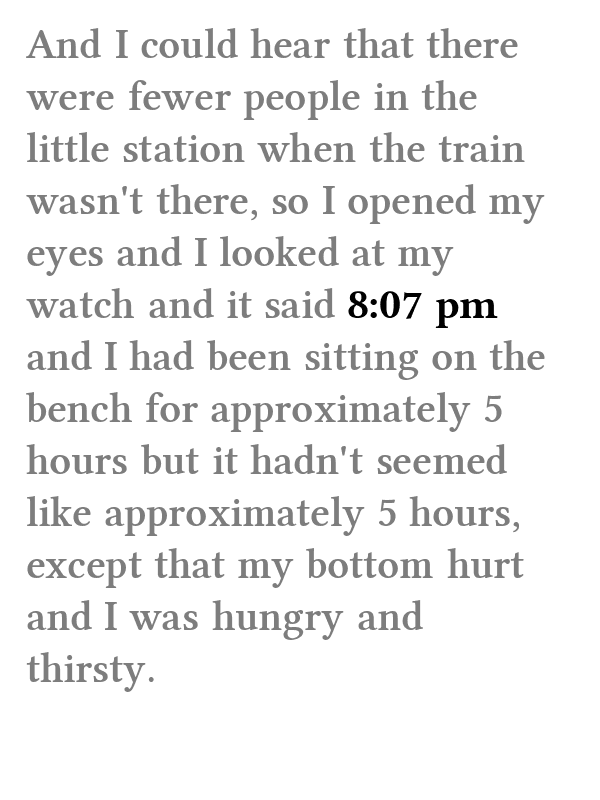 And I could hear that there
were fewer people in the
little station when the train
wasn't there, so I opened my
eyes and I looked at my
watch and it said 8:07 pm
and I had been sitting on the
bench for approximately 5
hours but it hadn't seemed
like approximately 5 hours,
except that my bottom hurt
and I was hungry and
thirsty.